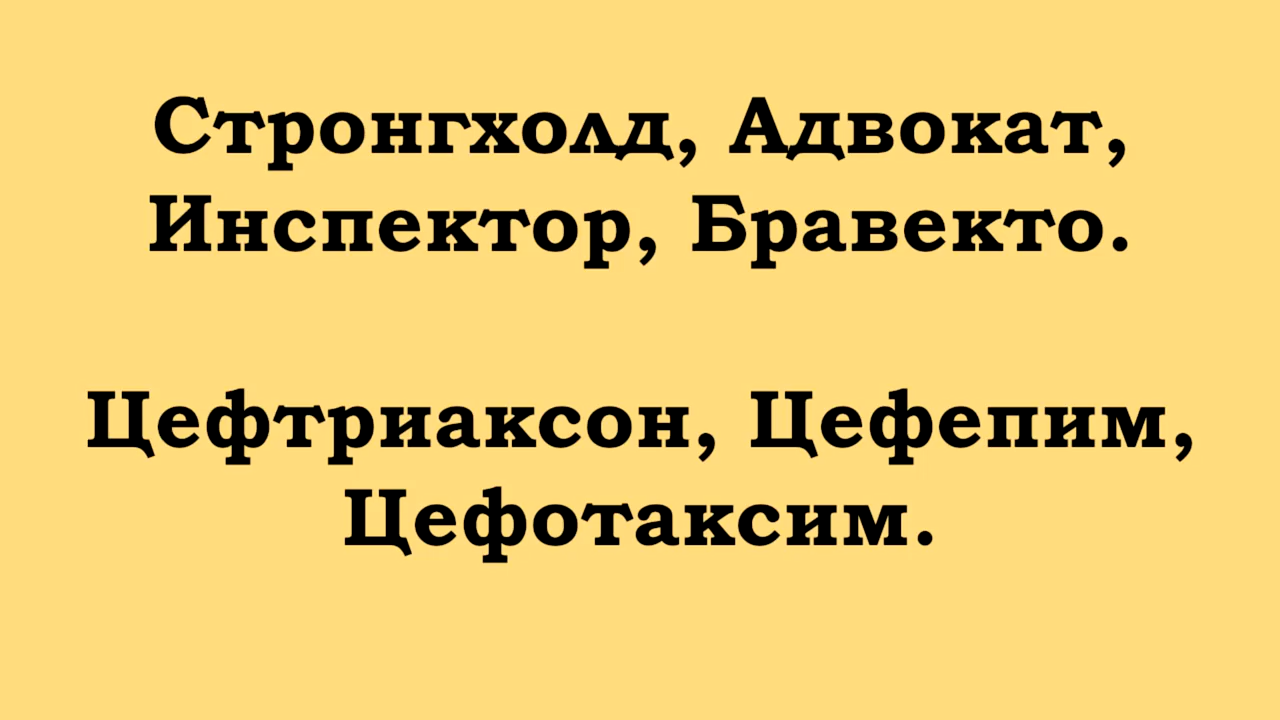 Стронгхолд, Адвокат,
Инспектор, Бравекто.
Цефтриаксон, Цефепим,
Цефотаксим.